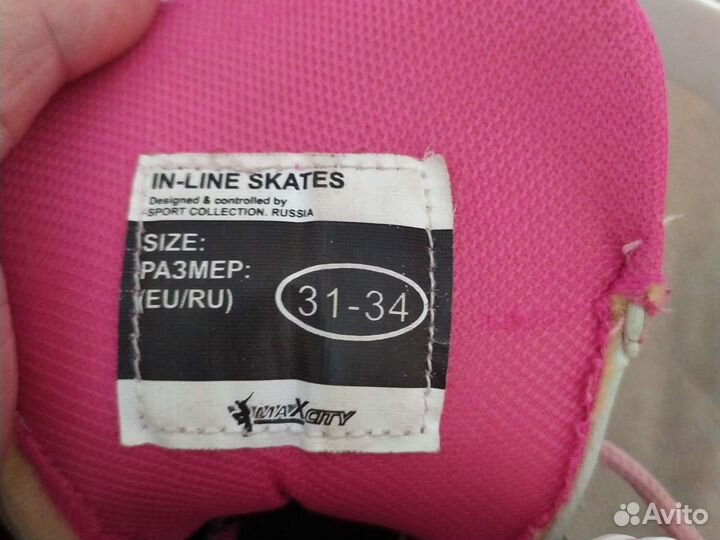 IN-LINE SKATES
Designed & controlled by
SPORT COLLECTION. RUSSIA
SIZE:
РАЗМЕР:
(EU/RU)
31-34
MAXCITY
Avito